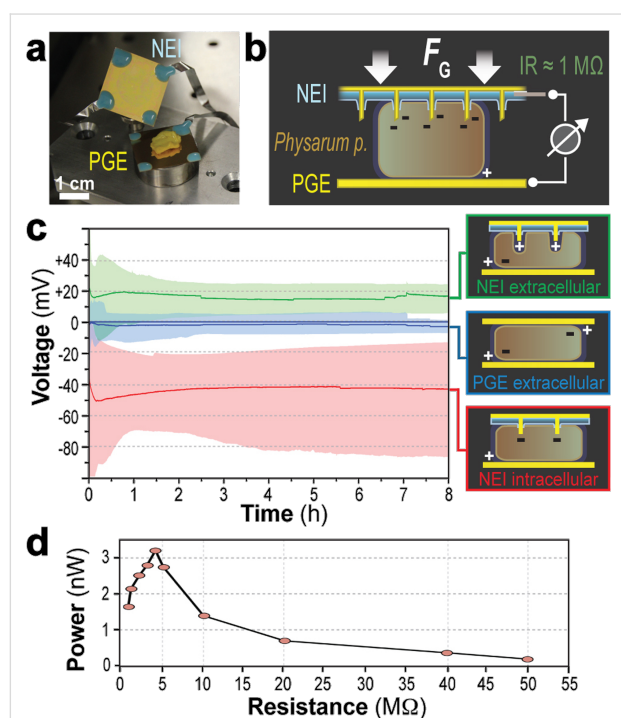 a
NEI
PGE
1 cm
b
F_G
IR ≈ 1 MΩ
NEI
Physarum p.
PGE
c
+40
+20
0
-20
-40
-60
-80
Voltage (mV)
0 1 2 3 4 5 6 7 8
Time (h)
NEI extracellular
PGE extracellular
NEI intracellular
d
3
2
1
0
Power (nW)
0 5 10 15 20 25 30 35 40 45 50 55
Resistance (MΩ)